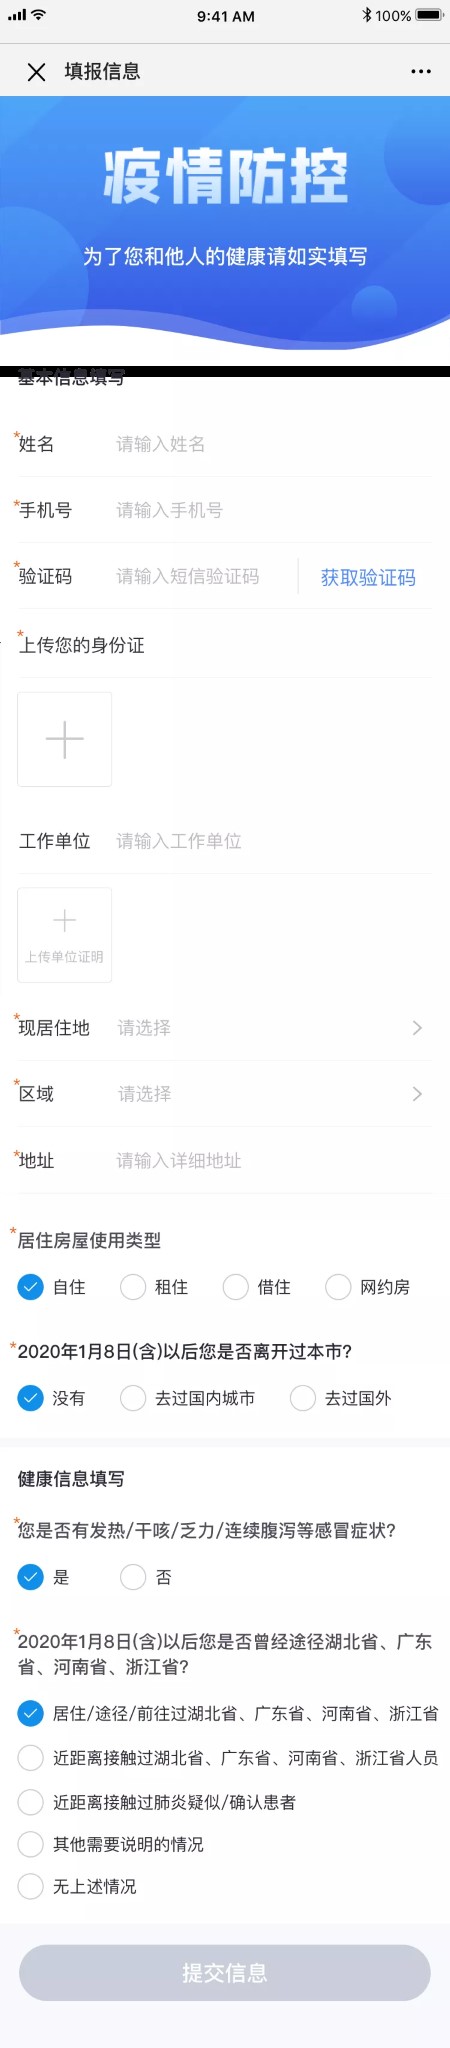 9:41 AM
100%
填报信息
疫情防控
为了您和他人的健康请如实填写
基本信息填写
*姓名 请输入姓名
*手机号 请输入手机号
*验证码 请输入短信验证码 获取验证码
*上传您的身份证
工作单位 请输入工作单位
上传单位证明
*现居住地 请选择
*区域 请选择
*地址 请输入详细地址
*居住房屋使用类型
自住 租住 借住 网约房
*2020年1月8日(含)以后您是否离开过本市?
没有 去过国内城市 去过国外
健康信息填写
*您是否有发热/干咳/乏力/连续腹泻等感冒症状?
是 否
*2020年1月8日(含)以后您是否曾经途径湖北省、广东
省、河南省、浙江省?
居住/途径/前往过湖北省、广东省、河南省、浙江省
近距离接触过湖北省、广东省、河南省、浙江省人员
近距离接触过肺炎疑似/确认患者
其他需要说明的情况
无上述情况
提交信息